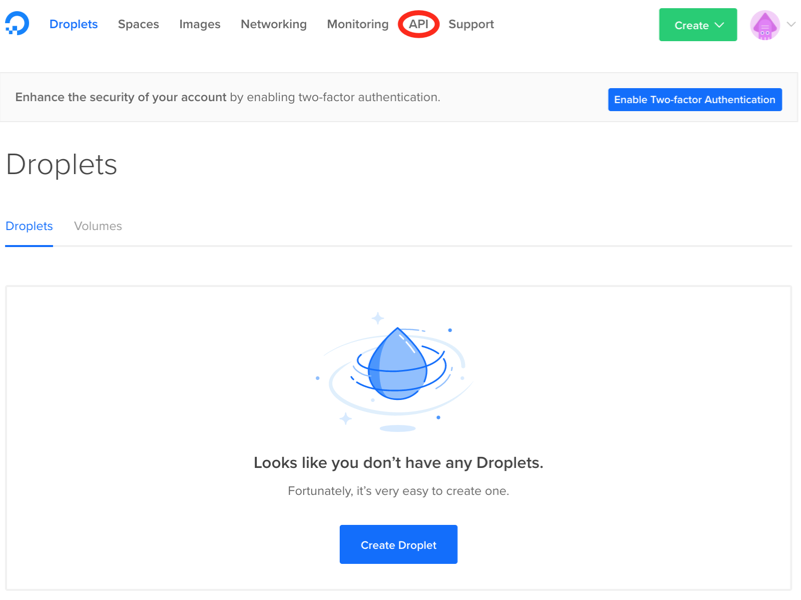 Droplets Spaces Images Networking Monitoring API Support Create
Enhance the security of your account by enabling two-factor authentication. Enable Two-factor Authentication
Droplets
Droplets Volumes
Looks like you don’t have any Droplets.
Fortunately, it’s very easy to create one.
Create Droplet